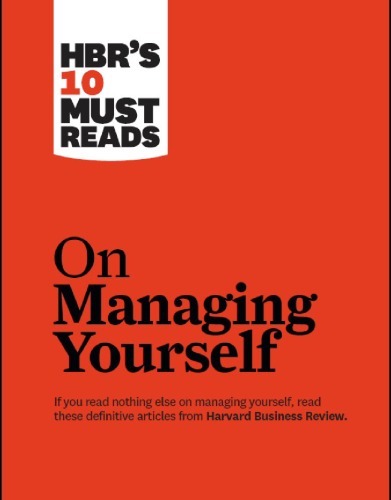 HBR'S
10
MUST
READS
On
Managing
Yourself
If you read nothing else on managing yourself, read
these definitive articles from Harvard Business Review.